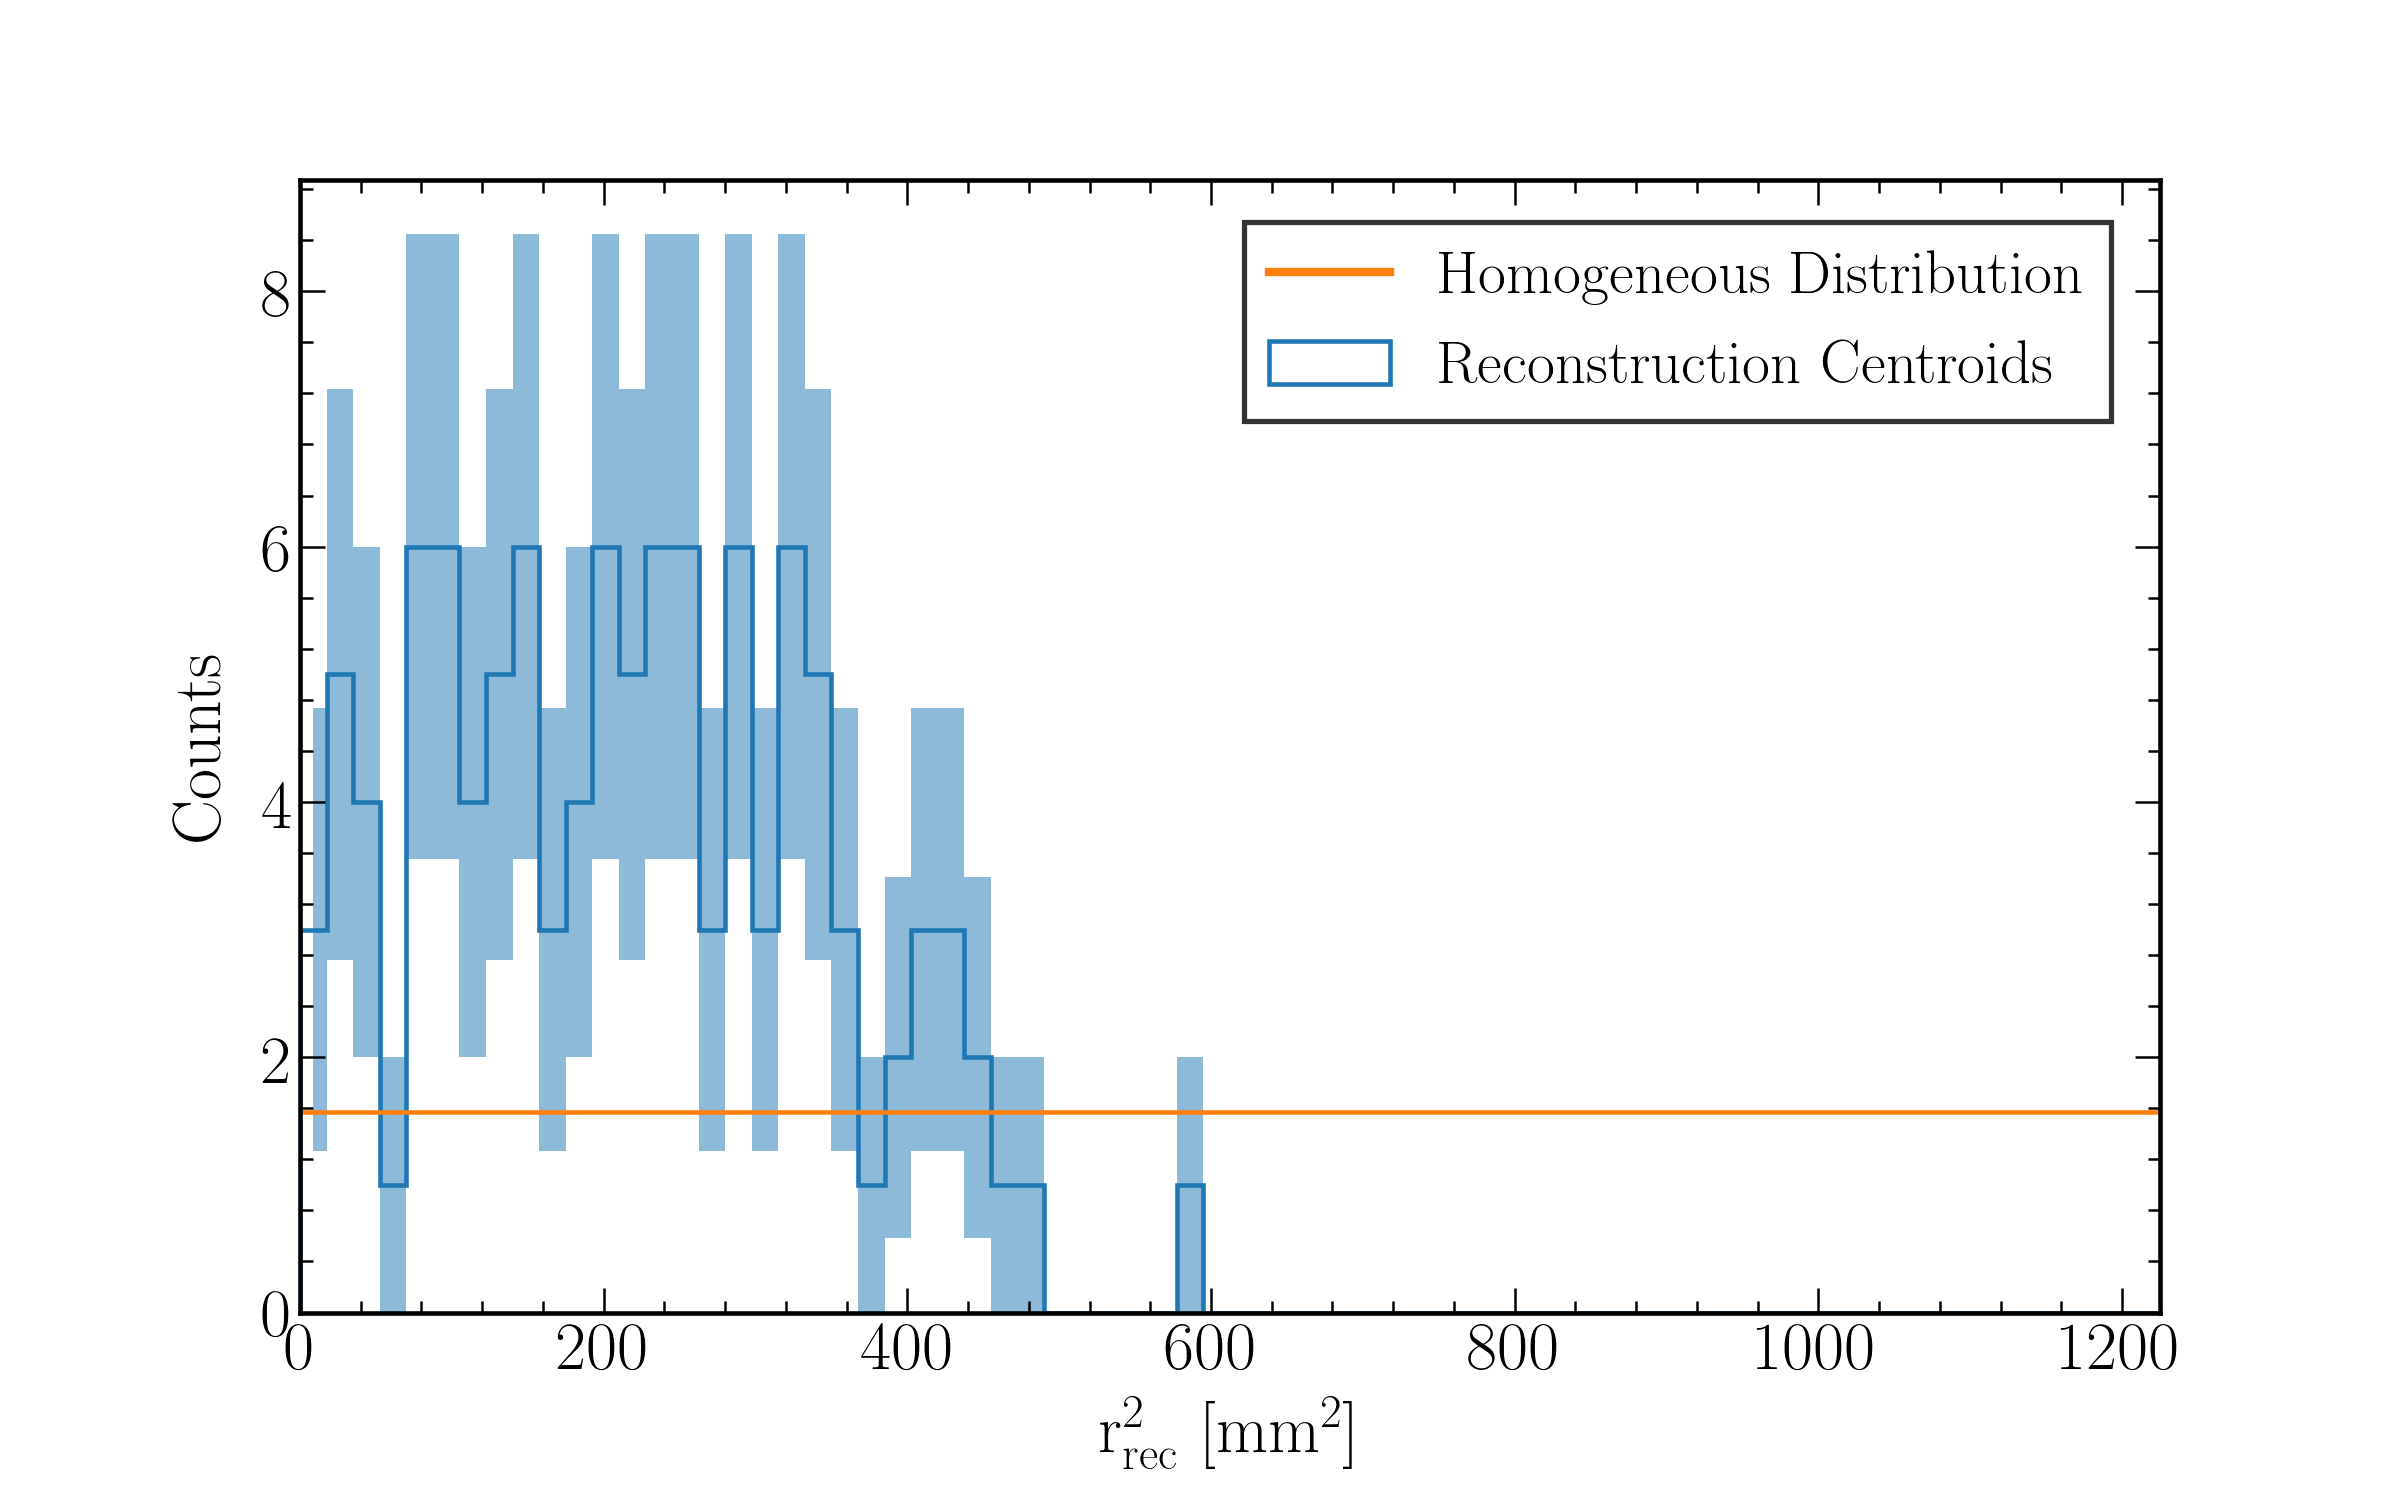 Homogeneous Distribution
Reconstruction Centroids
Counts
8
6
4
2
0
0 200 400 600 800 1000 1200
r²rec [mm²]